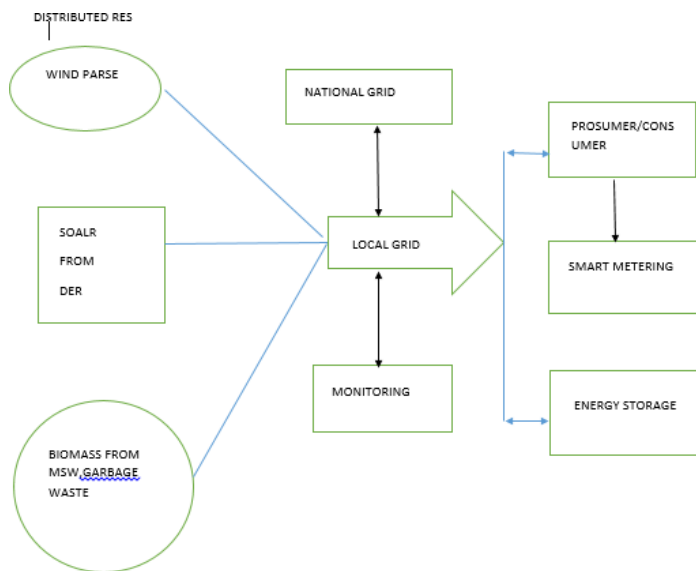 DISTRIBUTED RES
WIND PARSE
NATIONAL GRID
PROSUMER/CONS
UMER
SOALR
FROM
DER
LOCAL GRID
SMART METERING
MONITORING
ENERGY STORAGE
BIOMASS FROM
MSW,GARBAGE
WASTE